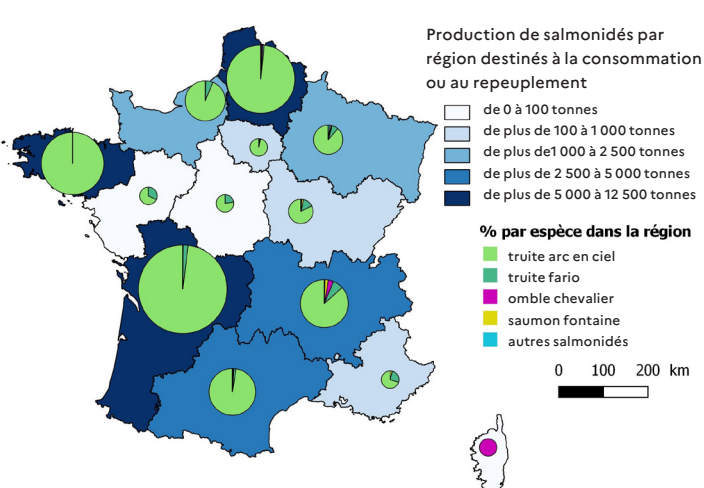 Production de salmonidés par
région destinés à la consommation
ou au repeuplement
de 0 à 100 tonnes
de plus de 100 à 1 000 tonnes
de plus de1 000 à 2 500 tonnes
de plus de 2 500 à 5 000 tonnes
de plus de 5 000 à 12 500 tonnes
% par espèce dans la région
truite arc en ciel
truite fario
omble chevalier
saumon fontaine
autres salmonidés
0 100 200 km